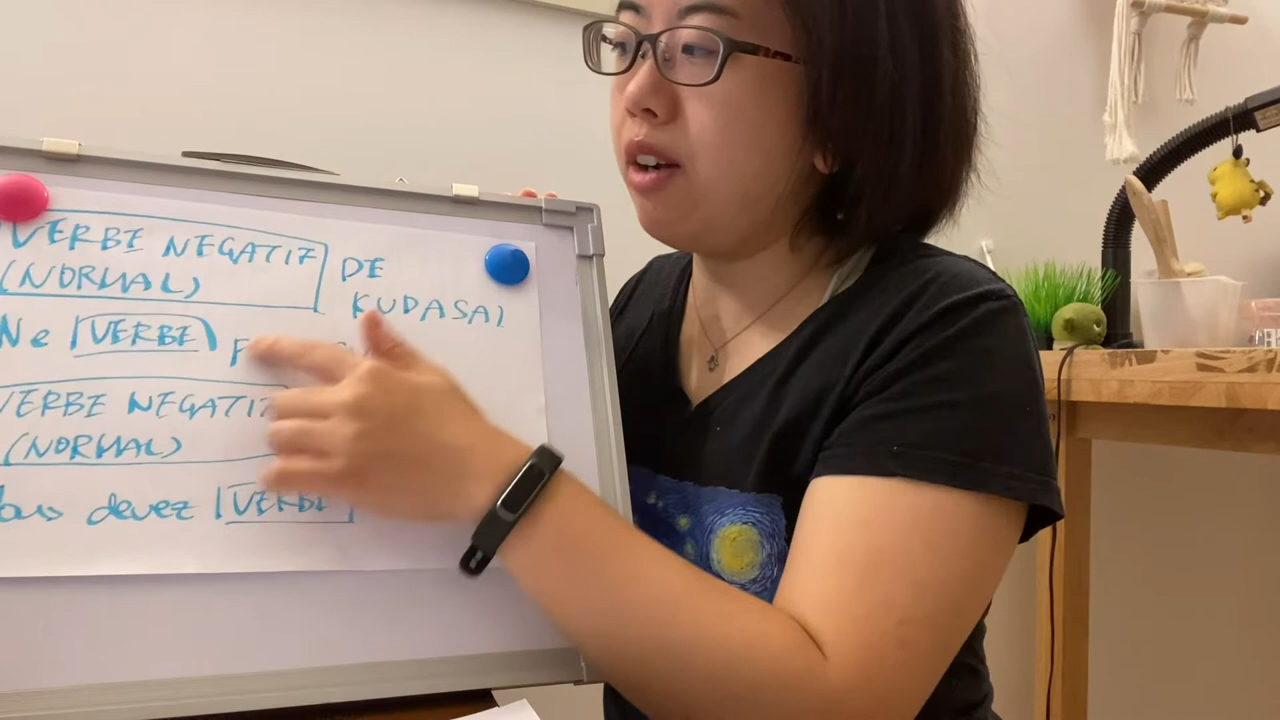 VERBE NEGATIF DE
(NORMAL) KUDASAI
Ne VERBE
VERBE NEGATIF
(NORMAL)
devez VERBE